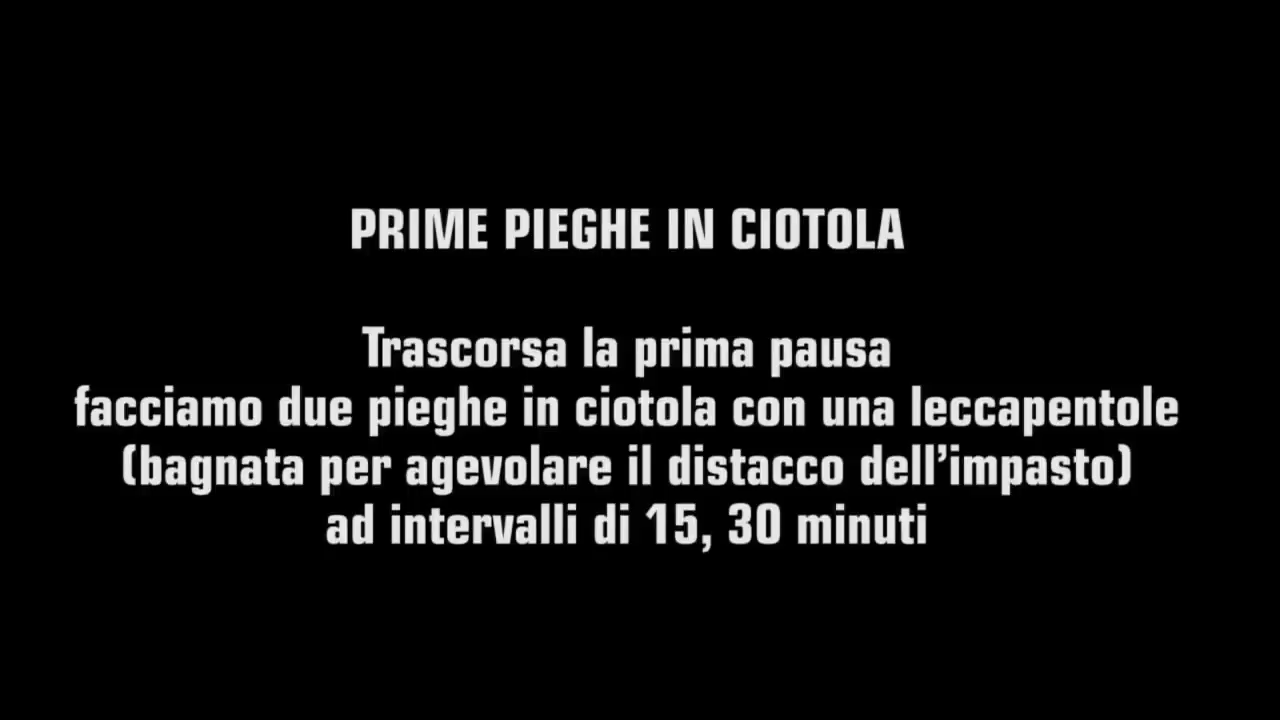 PRIME PIEGHE IN CIOTOLA
Trascorsa la prima pausa
facciamo due pieghe in ciotola con una leccapentole
(bagnata per agevolare il distacco dell’impasto)
ad intervalli di 15, 30 minuti